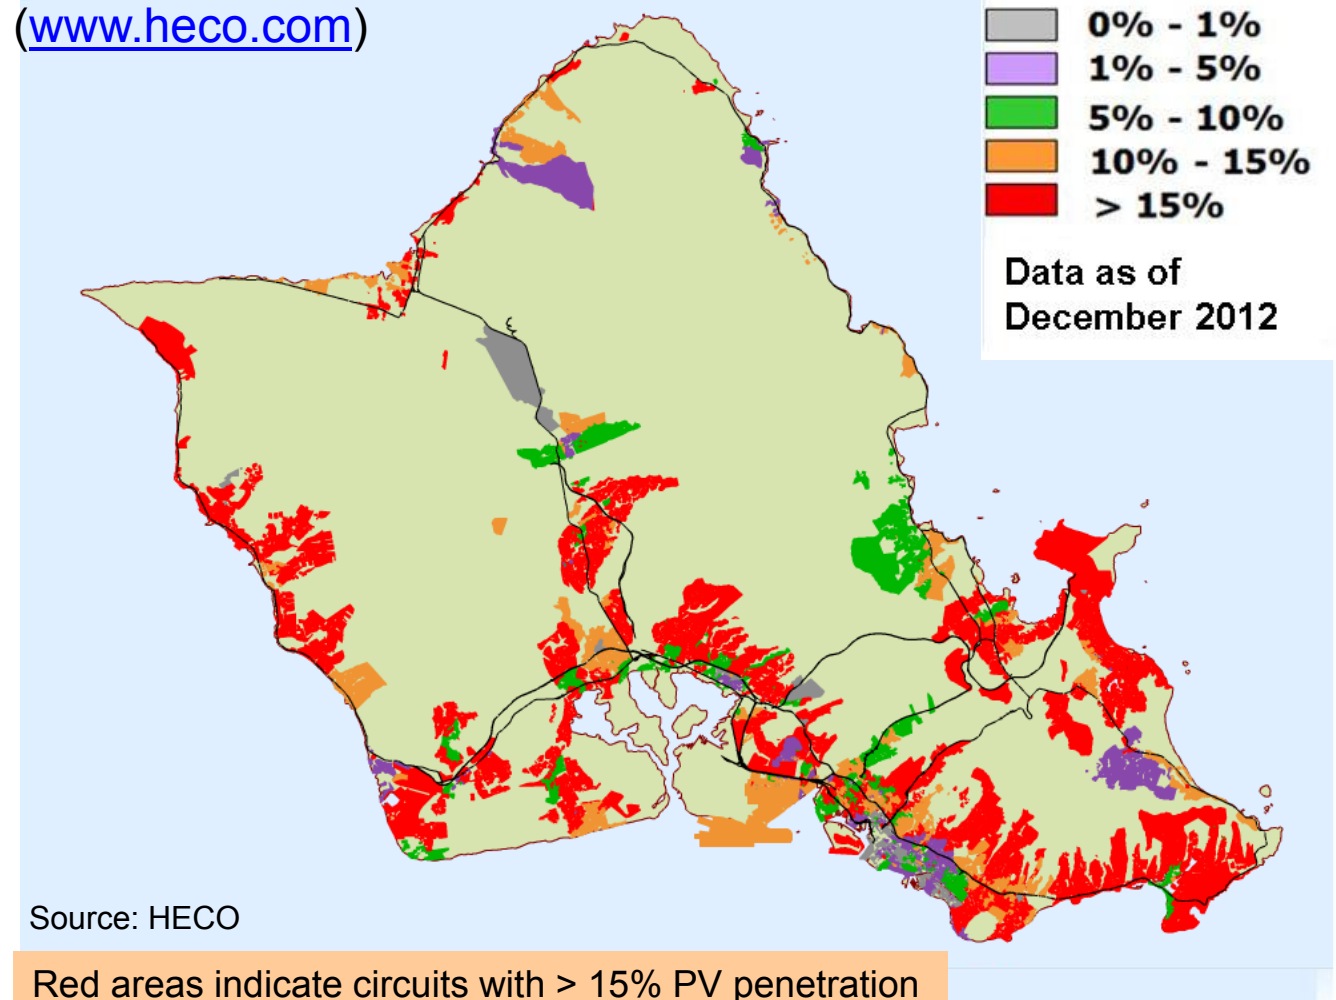 (www.heco.com)
0% - 1%
1% - 5%
5% - 10%
10% - 15%
> 15%
Data as of
December 2012
Source: HECO
Red areas indicate circuits with > 15% PV penetration